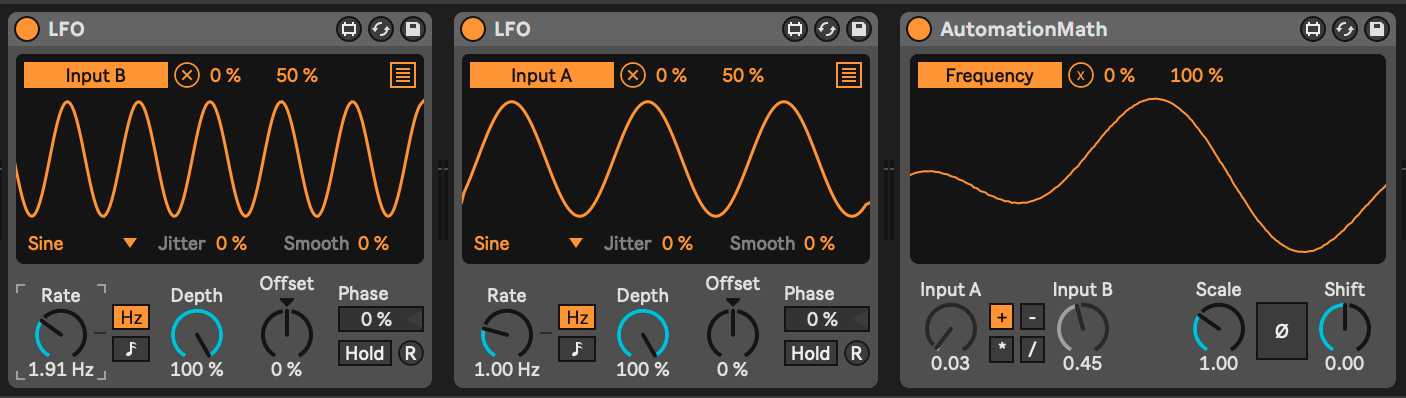 LFO
Input B 0 % 50 %
Sine Jitter 0 % Smooth 0 %
Rate Hz Depth Offset Phase
0 %
Hold R
1.91 Hz 100 % 0 %
LFO
Input A 0 % 50 %
Sine Jitter 0 % Smooth 0 %
Rate Hz Depth Offset Phase
0 %
Hold R
1.00 Hz 100 % 0 %
AutomationMath
Frequency x 0 % 100 %
Input A Input B Scale Shift
+ - Ø
* /
0.03 0.45 1.00 0.00